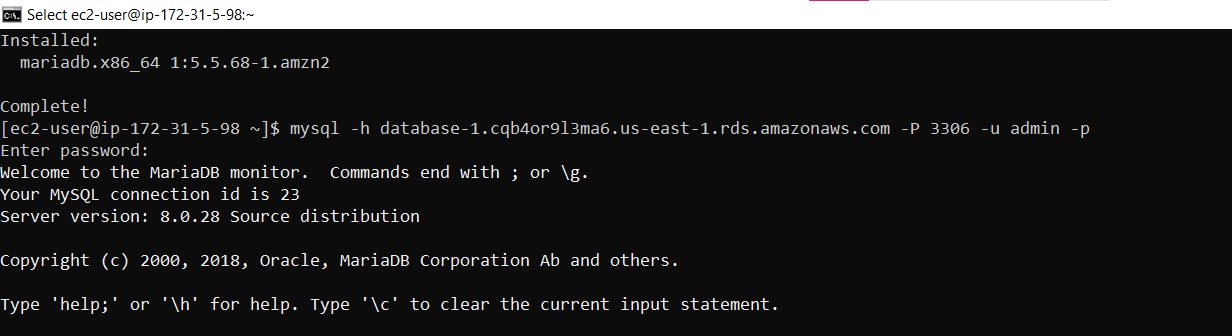 Select ec2-user@ip-172-31-5-98:~
Installed:
  mariadb.x86_64 1:5.5.68-1.amzn2

Complete!
[ec2-user@ip-172-31-5-98 ~]$ mysql -h database-1.cqb4or9l3ma6.us-east-1.rds.amazonaws.com -P 3306 -u admin -p
Enter password:
Welcome to the MariaDB monitor.  Commands end with ; or \g.
Your MySQL connection id is 23
Server version: 8.0.28 Source distribution

Copyright (c) 2000, 2018, Oracle, MariaDB Corporation Ab and others.

Type 'help;' or '\h' for help. Type '\c' to clear the current input statement.